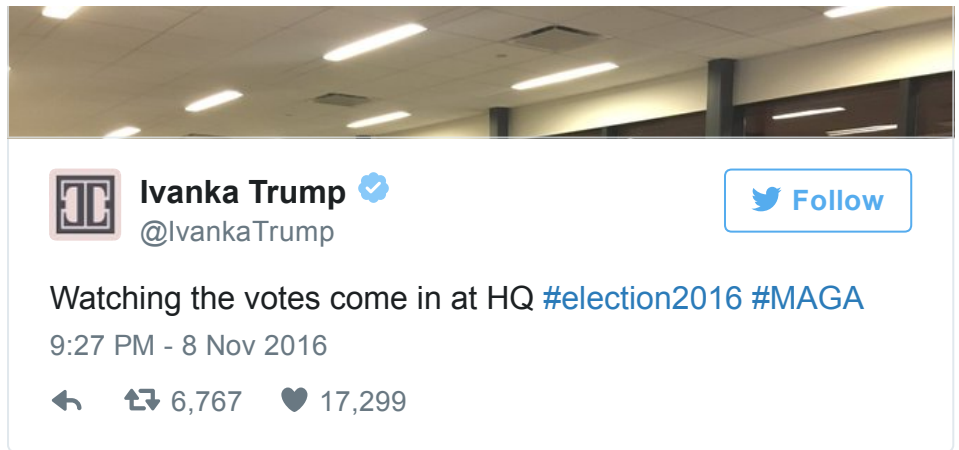 Ivanka Trump
Follow
@IvankaTrump
Watching the votes come in at HQ #election2016 #MAGA
9:27 PM - 8 Nov 2016
6,767 17,299